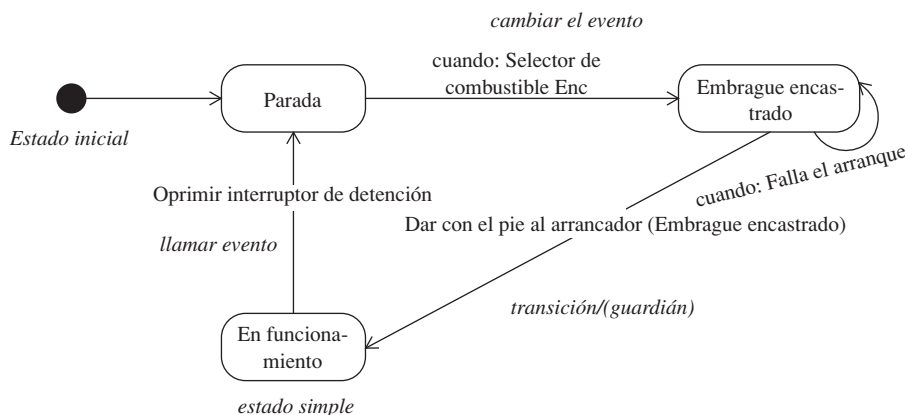 cambiar el evento
cuando: Selector de
combustible Enc
Parada
Embrague encas-
trado
Estado inicial
cuando: Falla el arranque
Oprimir interruptor de detención
Dar con el pie al arrancador (Embrague encastrado)
llamar evento
transición/(guardián)
En funciona-
miento
estado simple